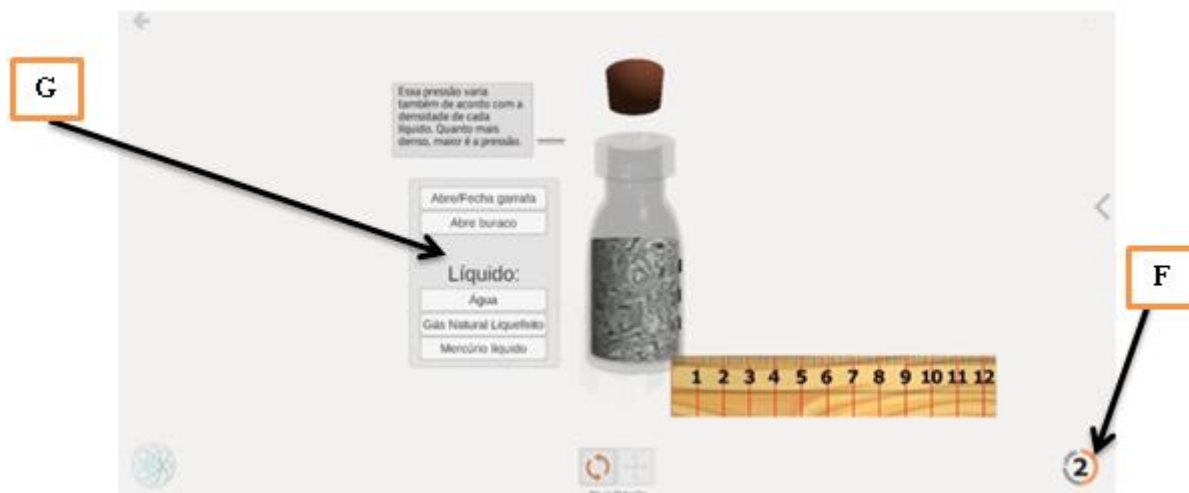 G
Essa pressão varia
também de acordo com a
densidade de cada
líquido. Quanto mais
denso, maior é a pressão.
Abre/Fecha garrafa
Abre buraco
Líquido:
Água
Gás Natural Liquefeito
Mercúrio líquido
F
1 2 3 4 5 6 7 8 9 10 11 12
2